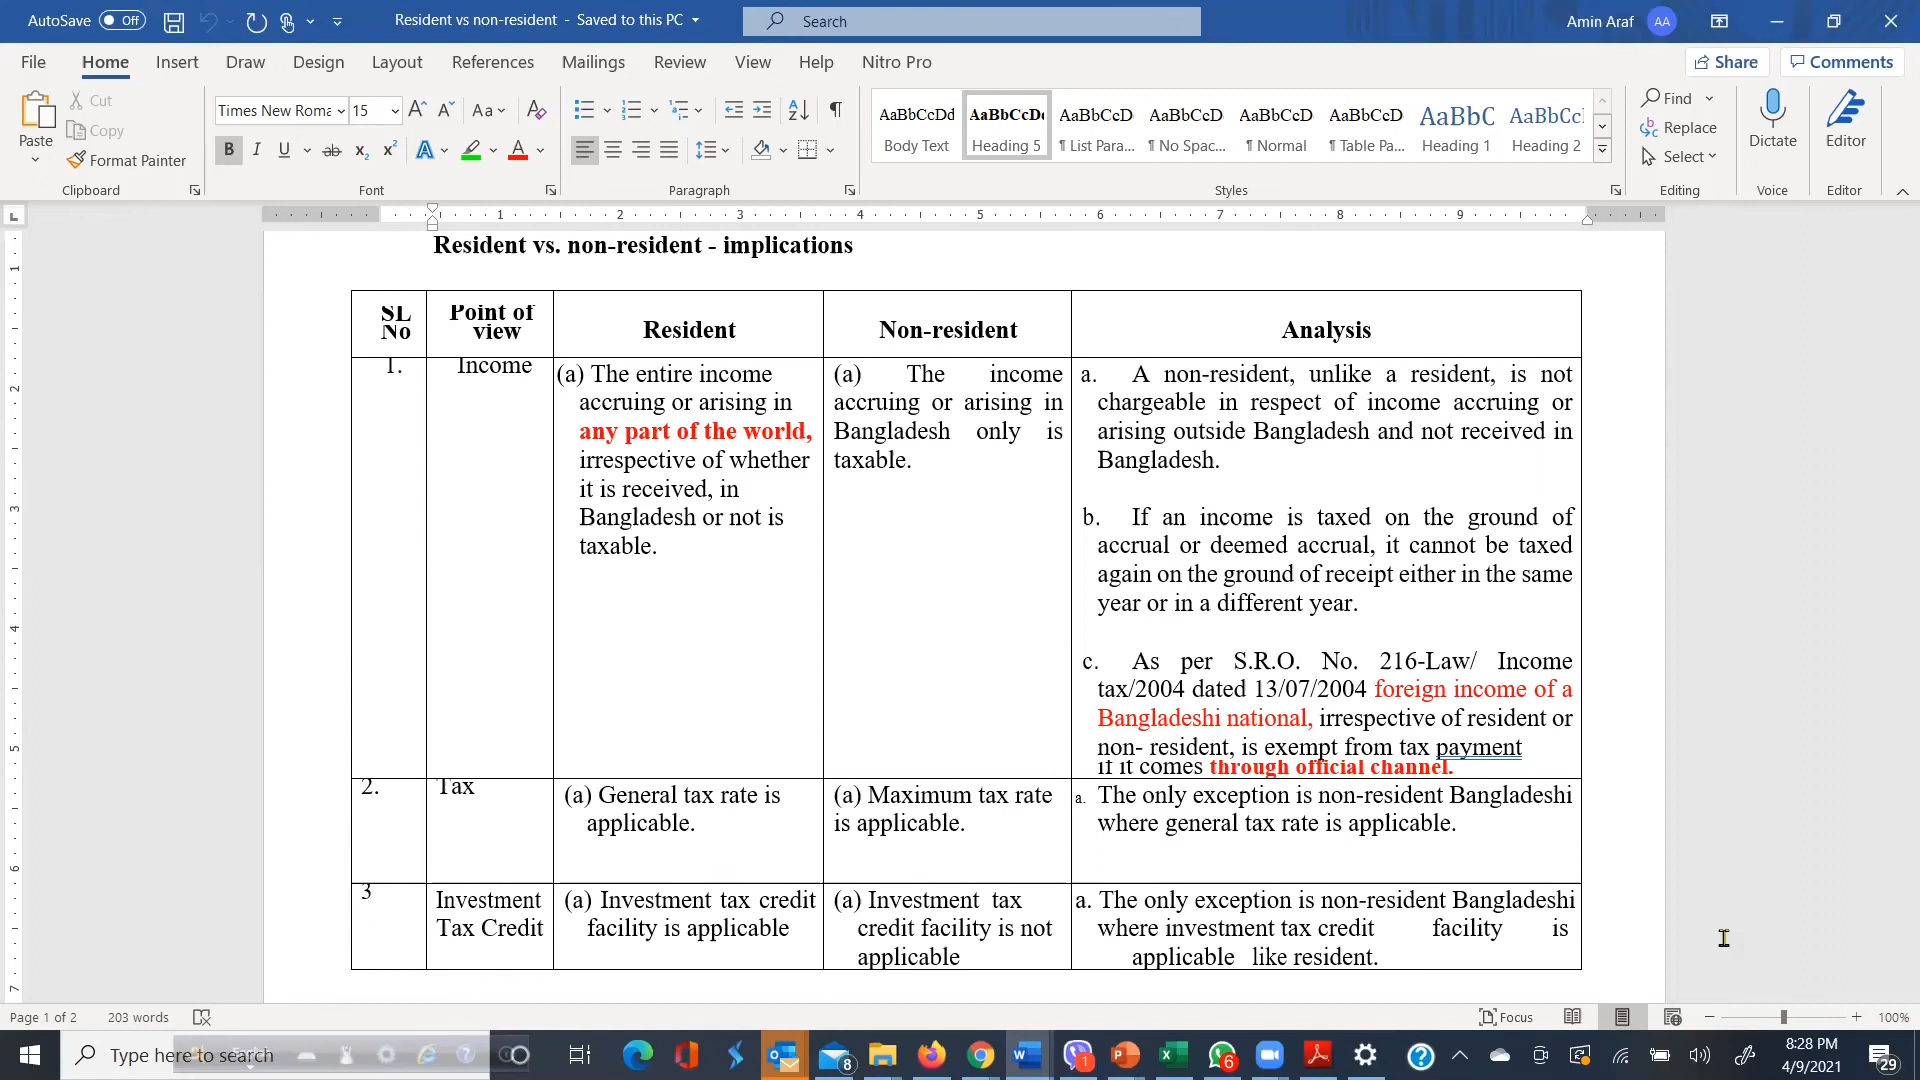 AutoSave Off Resident vs non-resident - Saved to this PC Search Amin Araf AA
File Home Insert Draw Design Layout References Mailings Review View Help Nitro Pro Share Comments
Paste Cut Copy Format Painter
Times New Roma 15 Aa
AaBbCcDd AaBbCcD AaBbCcD AaBbCcD AaBbCcD AaBbCcD AaBbC AaBbCc
Body Text Heading 5 ¶ List Para... ¶ No Spac... ¶ Normal ¶ Table Pa... Heading 1 Heading 2
Find Replace Select Dictate Editor
Clipboard Font Paragraph Styles Editing Voice Editor
1 2 3 4 5 6 7 8 9
Resident vs. non-resident - implications
SL
No
Point of
view
Resident
Non-resident
Analysis
1.
Income
(a) The entire income
accruing or arising in
any part of the world,
irrespective of whether
it is received, in
Bangladesh or not is
taxable.
(a) The income
accruing or arising in
Bangladesh only is
taxable.
a. A non-resident, unlike a resident, is not
chargeable in respect of income accruing or
arising outside Bangladesh and not received in
Bangladesh.
b. If an income is taxed on the ground of
accrual or deemed accrual, it cannot be taxed
again on the ground of receipt either in the same
year or in a different year.
c. As per S.R.O. No. 216-Law/ Income
tax/2004 dated 13/07/2004 foreign income of a
Bangladeshi national, irrespective of resident or
non- resident, is exempt from tax payment
if it comes through official channel.
2.
Tax
(a) General tax rate is
applicable.
(a) Maximum tax rate
is applicable.
a. The only exception is non-resident Bangladeshi
where general tax rate is applicable.
3
Investment
Tax Credit
(a) Investment tax credit
facility is applicable
(a) Investment tax
credit facility is not
applicable
a. The only exception is non-resident Bangladeshi
where investment tax credit facility is
applicable like resident.
Page 1 of 2 203 words Focus 100%
Type here to search
8 1 6
8:28 PM
4/9/2021
29